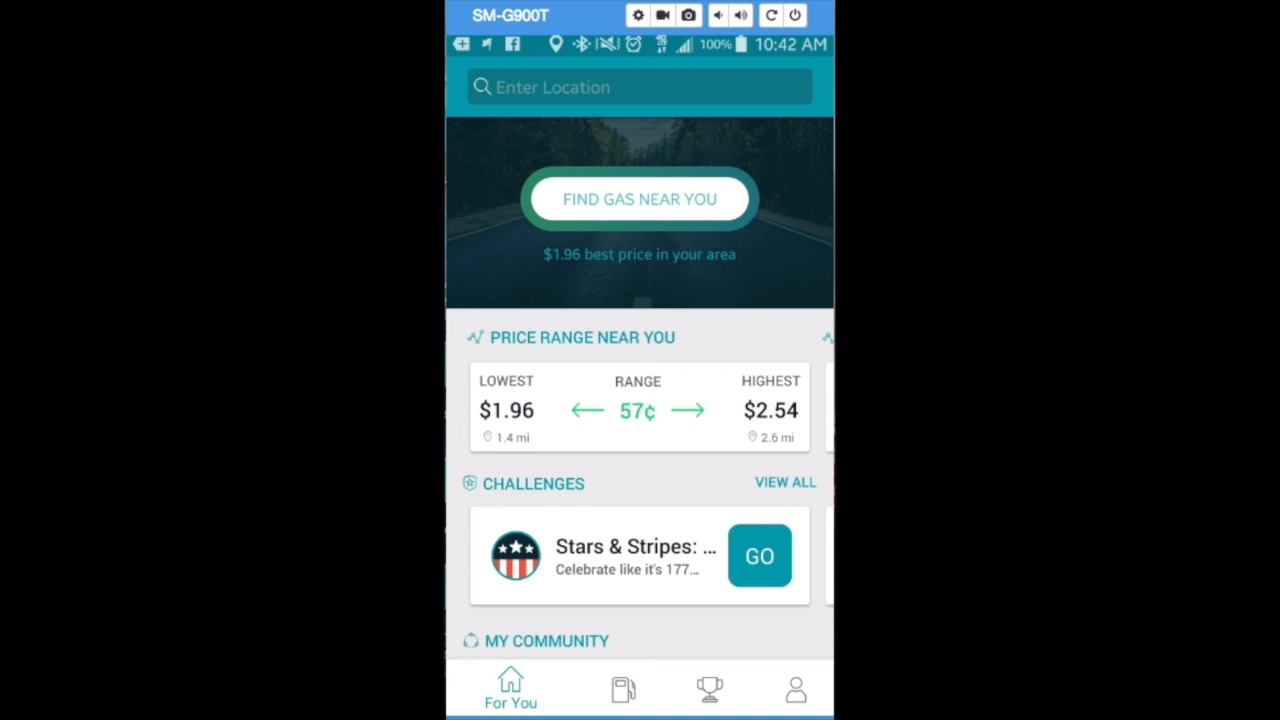 SM-G900T
100% 10:42 AM
Enter Location
FIND GAS NEAR YOU
$1.96 best price in your area
PRICE RANGE NEAR YOU
LOWEST RANGE HIGHEST
$1.96 57¢ $2.54
1.4 mi 2.6 mi
CHALLENGES VIEW ALL
Stars & Stripes: ...
Celebrate like it's 177...
GO
MY COMMUNITY
For You